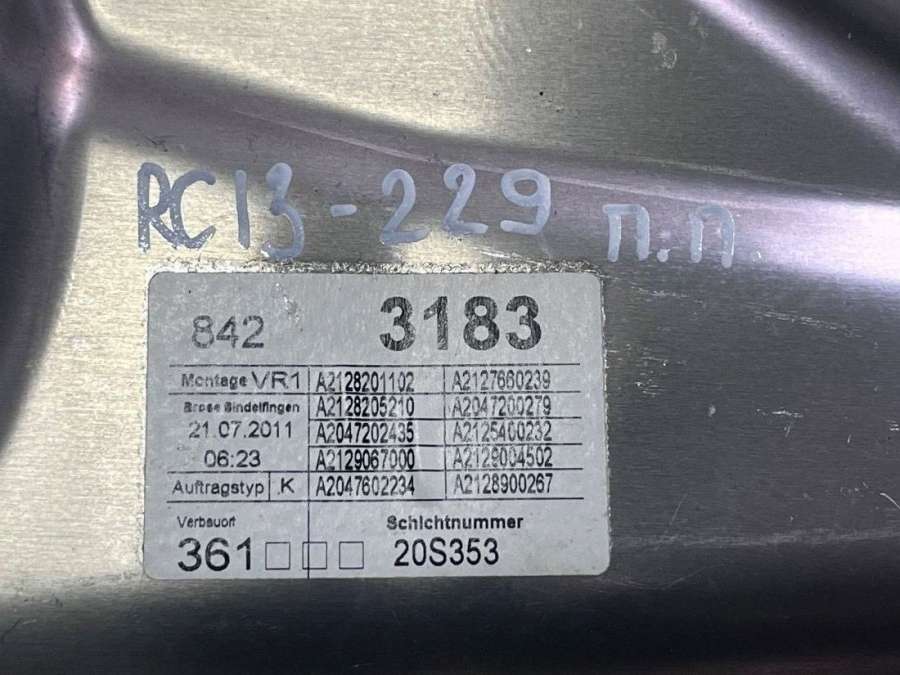 RC13-229 п.п.
842 3183
Montage VR1 A2128201102 A2127660239
Brose Sindelfingen A2128205210 A2047200279
21.07.2011 A2047202435 A2125400232
06:23 A2129067000 A2129004502
Auftragstyp K A2047602234 A2128900267
Verbauort Schichtnummer
361□□□ 20S353